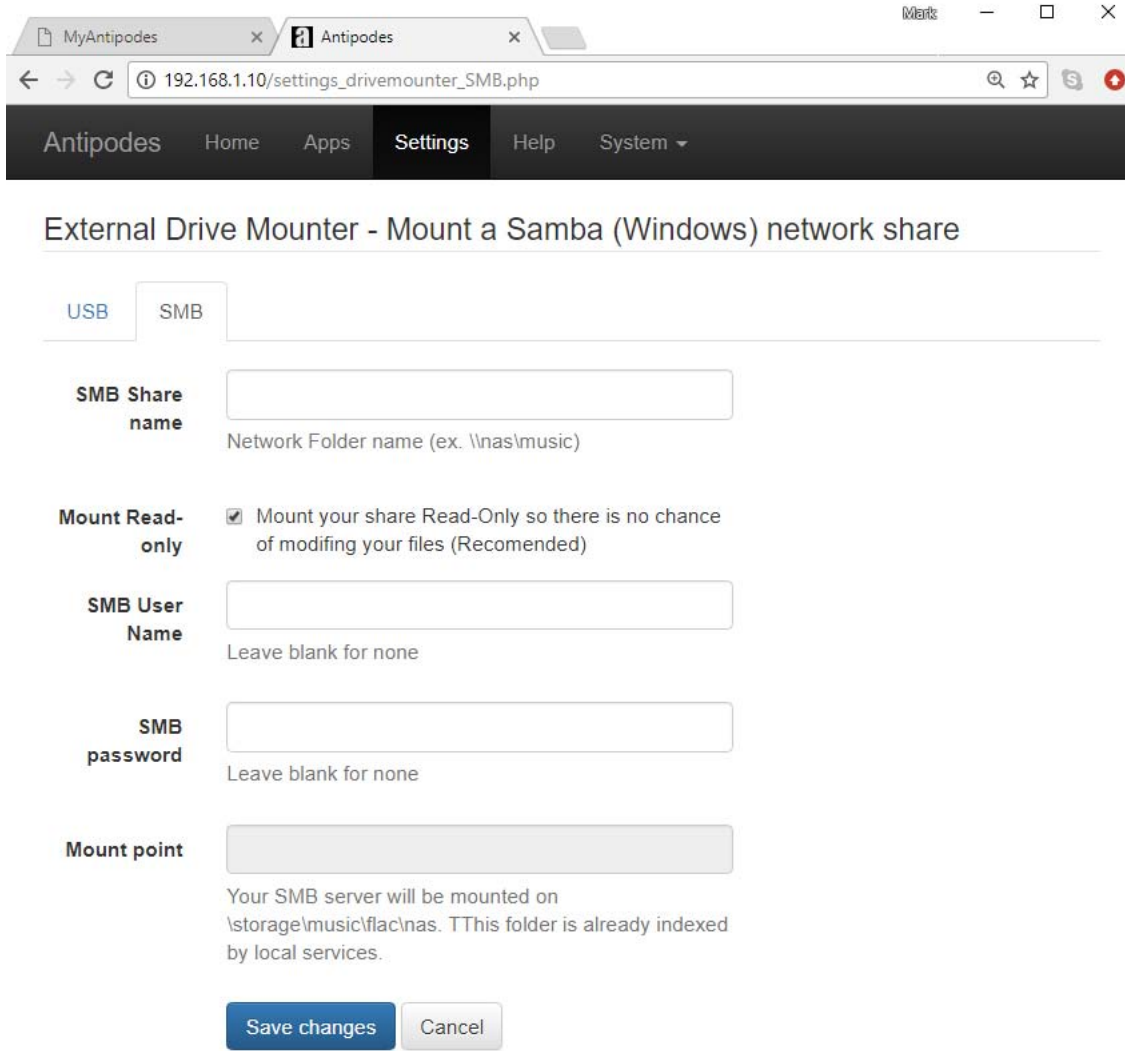 Mark
MyAntipodes
Antipodes
192.168.1.10/settings_drivemounter_SMB.php
Antipodes Home Apps Settings Help System
External Drive Mounter - Mount a Samba (Windows) network share
USB SMB
SMB Share
name
Network Folder name (ex. \\nas\music)
Mount Read-
only
Mount your share Read-Only so there is no chance
of modifing your files (Recomended)
SMB User
Name
Leave blank for none
SMB
password
Leave blank for none
Mount point
Your SMB server will be mounted on
\storage\music\flac\nas. TThis folder is already indexed
by local services.
Save changes Cancel